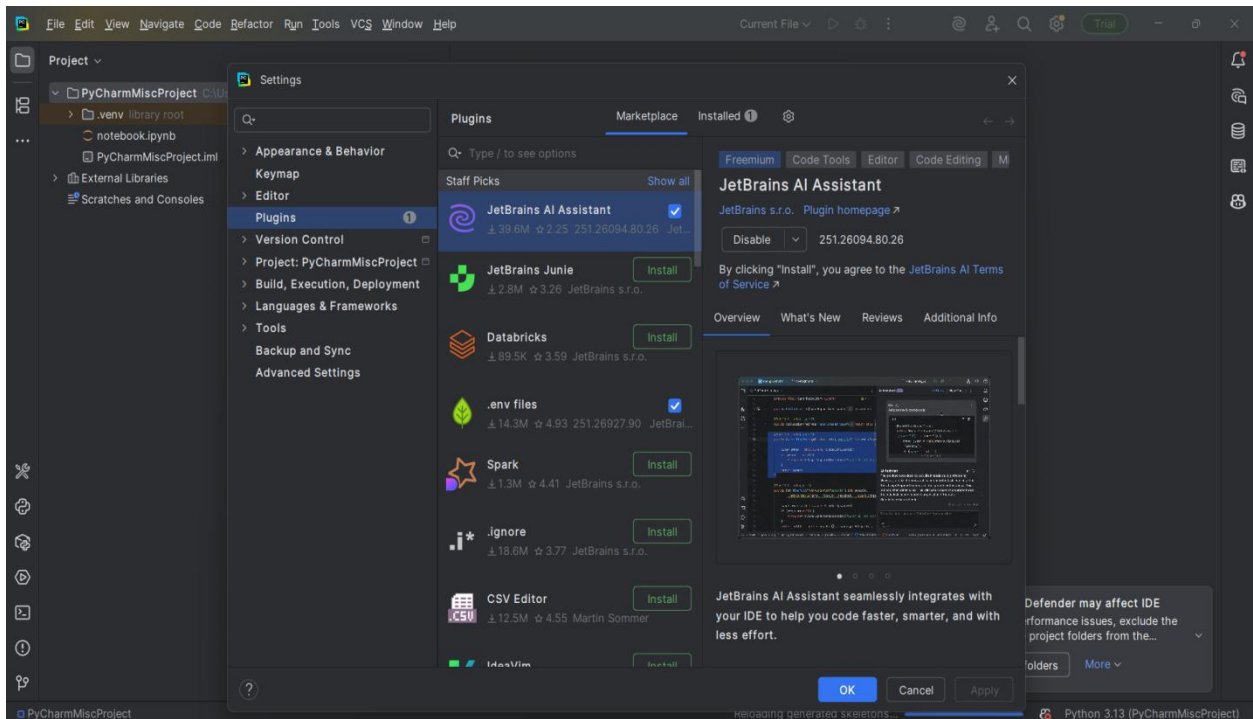 File Edit View Navigate Code Refactor Run Tools VCS Window Help
Current File
Trial
Project
PyCharmMiscProject C:\Us
.venv library root
notebook.ipynb
PyCharmMiscProject.iml
External Libraries
Scratches and Consoles
Settings
Appearance & Behavior
Keymap
Editor
Plugins 1
Version Control
Project: PyCharmMiscProject
Build, Execution, Deployment
Languages & Frameworks
Tools
Backup and Sync
Advanced Settings
Plugins Marketplace Installed 1
Type / to see options
Staff Picks Show all
JetBrains AI Assistant
39.6M 2.25 251.26094.80.26 Jet...
JetBrains Junie Install
2.8M 3.26 JetBrains s.r.o.
Databricks Install
89.5K 3.59 JetBrains s.r.o.
.env files
14.3M 4.93 251.26927.90 JetBrai...
Spark Install
1.3M 4.41 JetBrains s.r.o.
.i*
.ignore Install
18.6M 3.77 JetBrains s.r.o.
.CSV
CSV Editor Install
12.5M 4.55 Martin Sommer
IdeaVim Install
Freemium Code Tools Editor Code Editing M
JetBrains AI Assistant
JetBrains s.r.o. Plugin homepage
Disable 251.26094.80.26
By clicking "Install", you agree to the JetBrains AI Terms
of Service
Overview What's New Reviews Additional Info
JetBrains AI Assistant seamlessly integrates with
your IDE to help you code faster, smarter, and with
less effort.
? OK Cancel Apply
Defender may affect IDE
rformance issues, exclude the
project folders from the...
olders More
PyCharmMiscProject Reloading generated skeletons... Python 3.13 (PyCharmMiscProject)